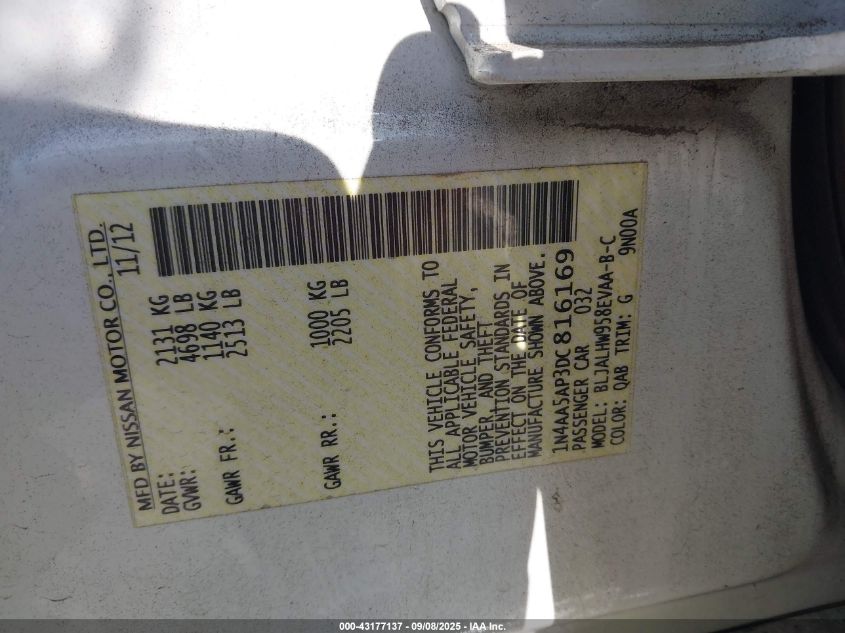 MFD BY NISSAN MOTOR CO., LTD.
DATE: 11/12
GVWR: 2131 KG
4698 LB
GAWR FR.: 1140 KG
2513 LB
GAWR RR.: 1000 KG
2205 LB
THIS VEHICLE CONFORMS TO
ALL APPLICABLE FEDERAL
MOTOR VEHICLE SAFETY,
BUMPER, AND THEFT
PREVENTION STANDARDS IN
EFFECT ON THE DATE OF
MANUFACTURE SHOWN ABOVE.
1N4AA5AP3DC816169
PASSENGER CAR 032
MODEL: BLJALHW958EVAA-B-C
COLOR: QAB TRIM: G 9N00A
000-43177137 - 09/08/2025 - IAA Inc.